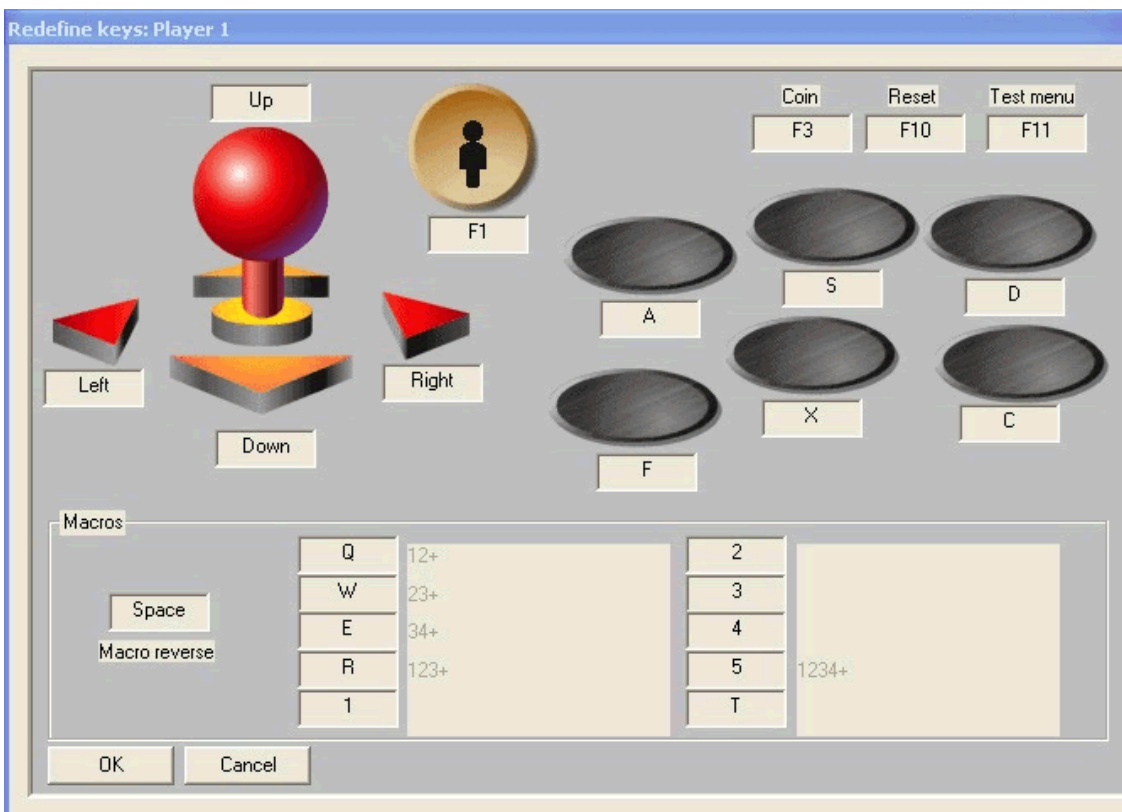 Redefine keys: Player 1
Up
Coin
Reset
Test menu
F3
F10
F11
F1
A
S
D
Left
Right
Down
F
X
C
Macros
Space
Macro reverse
Q
12+
W
23+
E
34+
R
123+
1
2
3
4
5
1234+
T
OK
Cancel